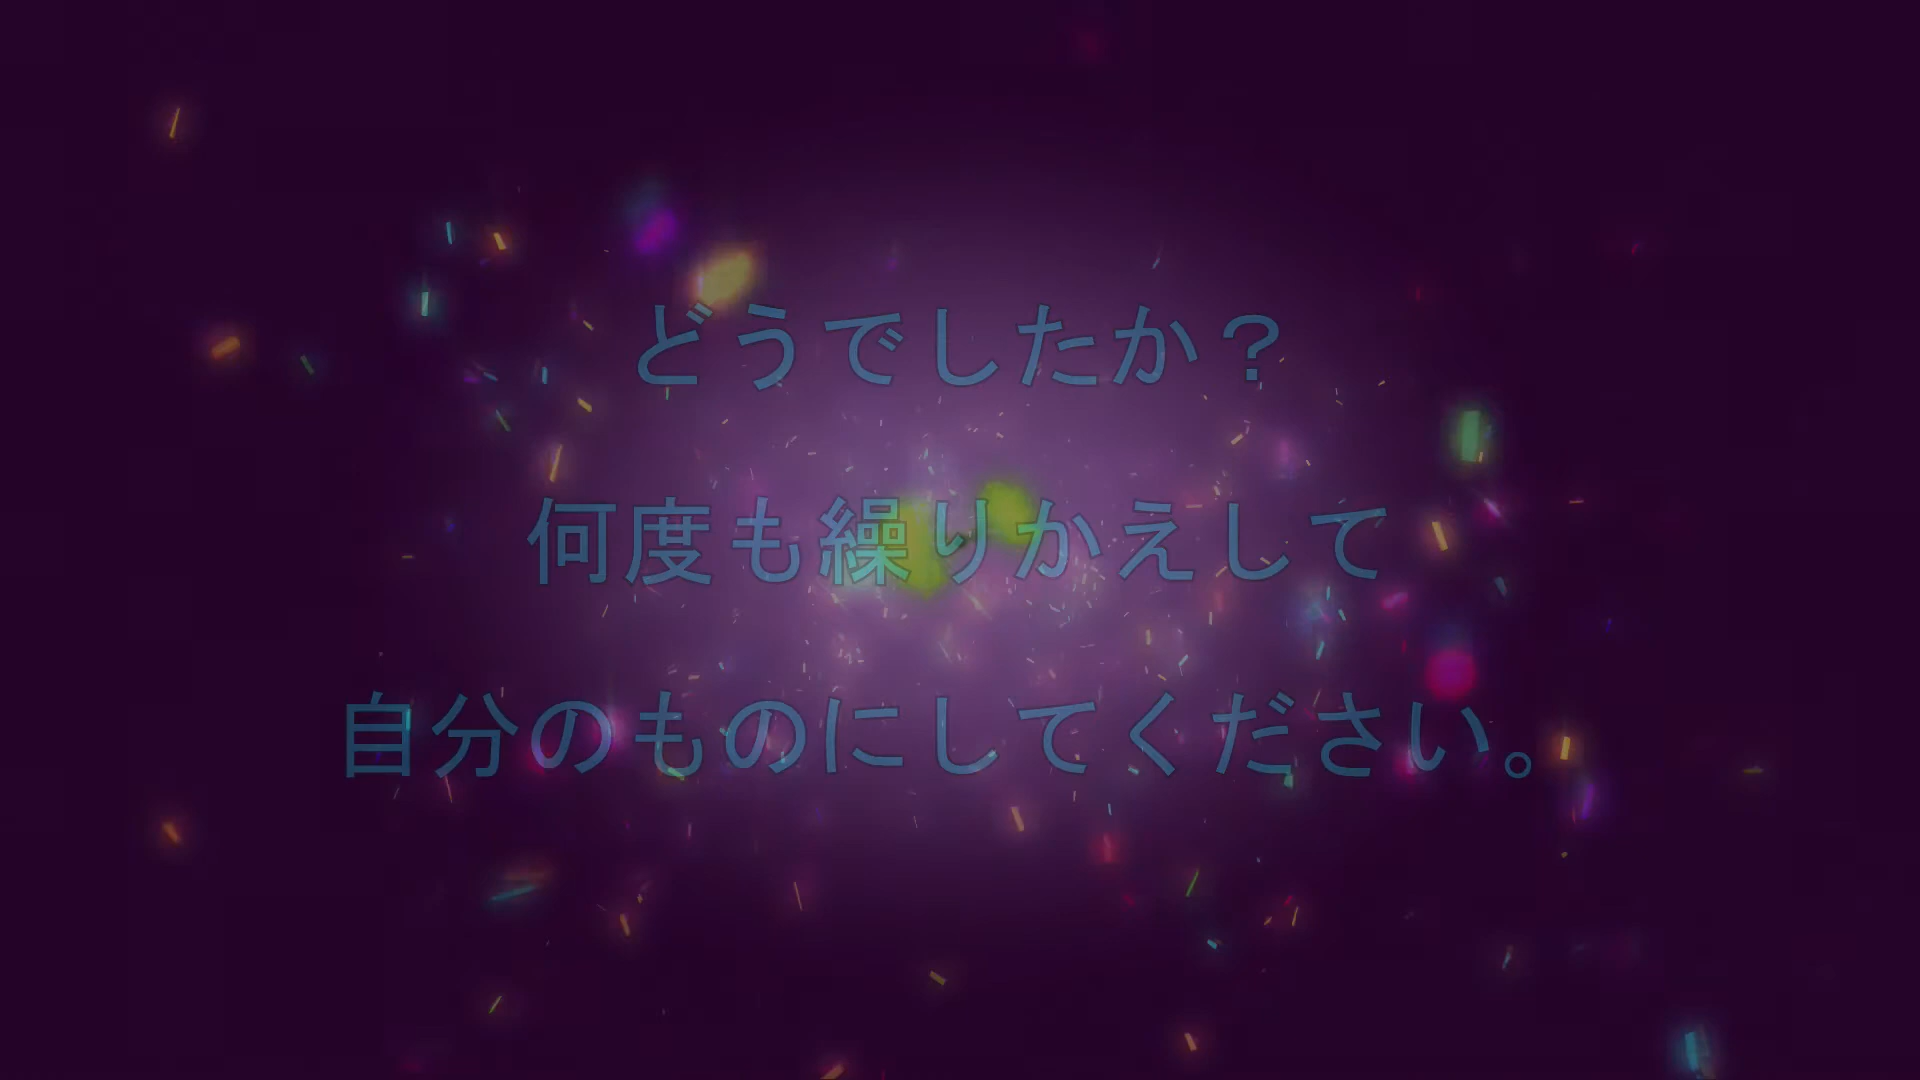 どうでしたか？
何度も繰りかえして
自分のものにしてください。